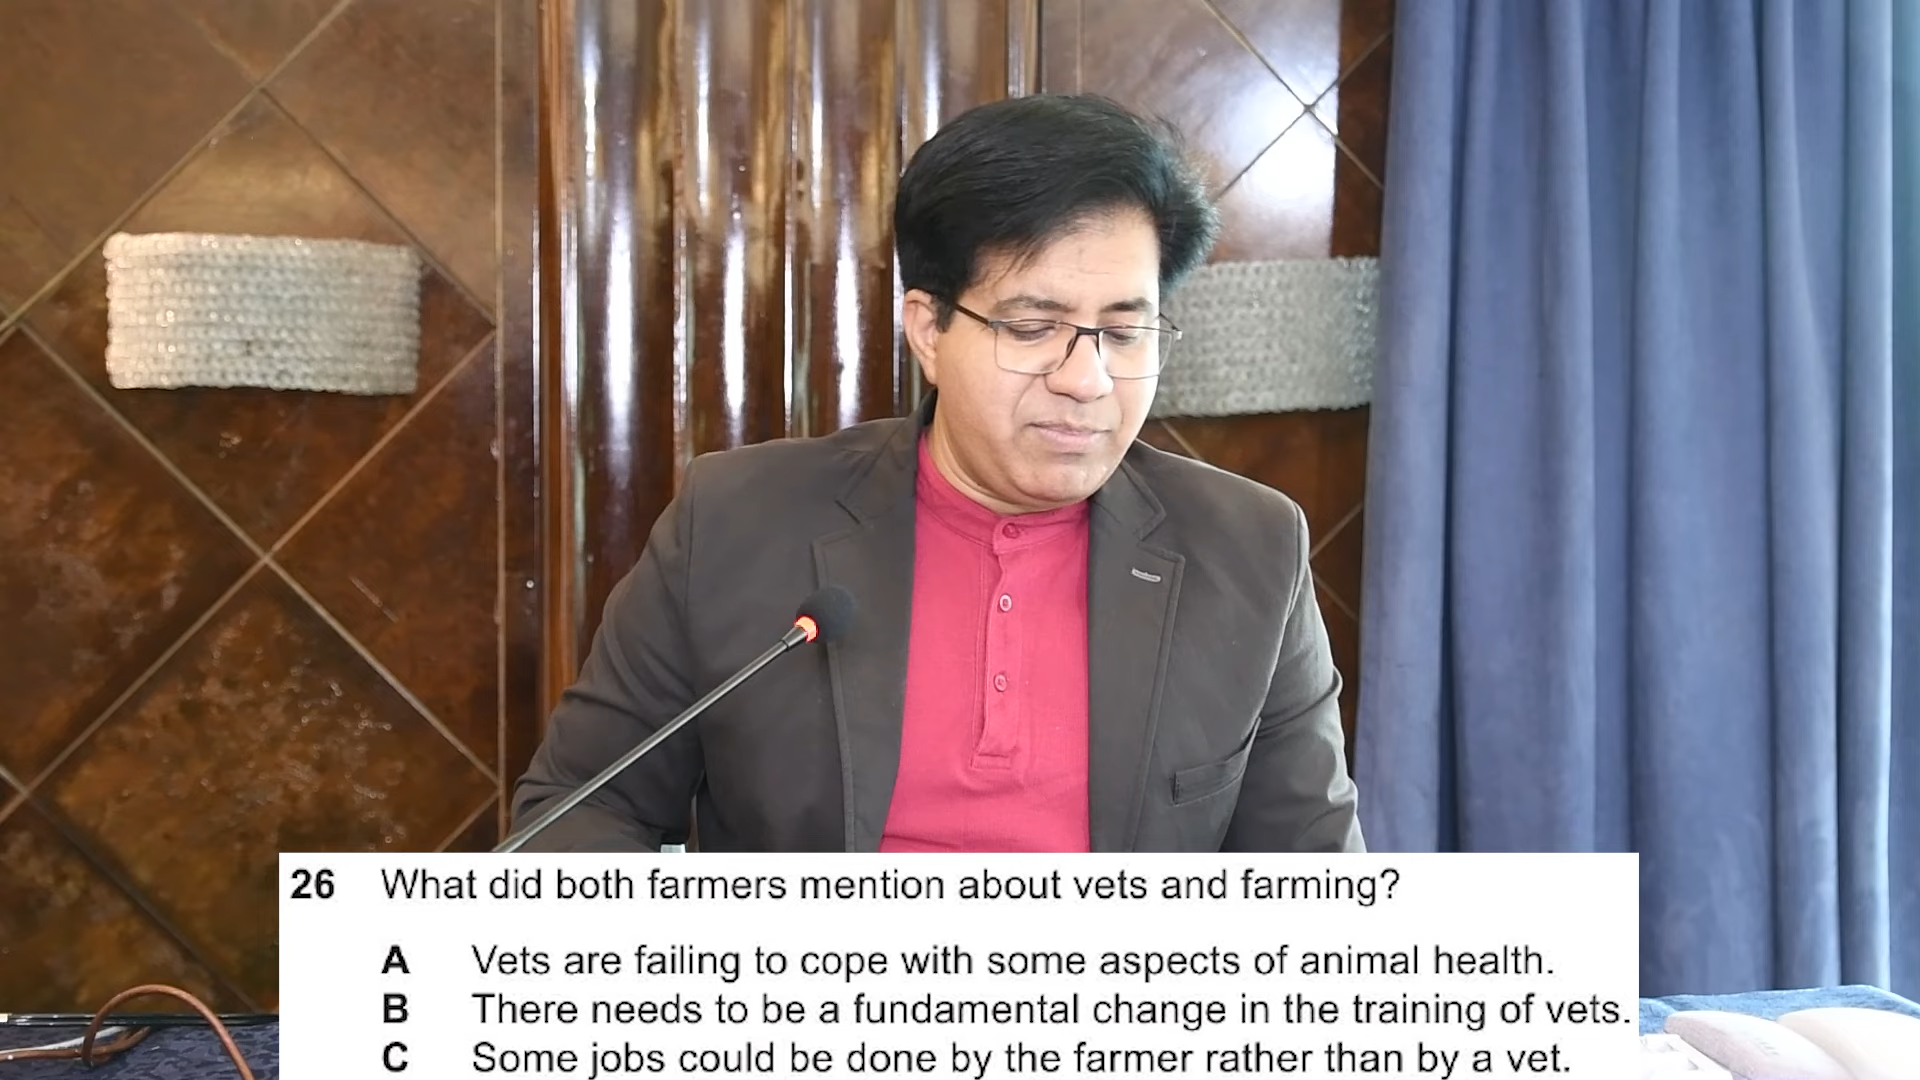 26 What did both farmers mention about vets and farming?
A Vets are failing to cope with some aspects of animal health.
B There needs to be a fundamental change in the training of vets.
C Some jobs could be done by the farmer rather than by a vet.